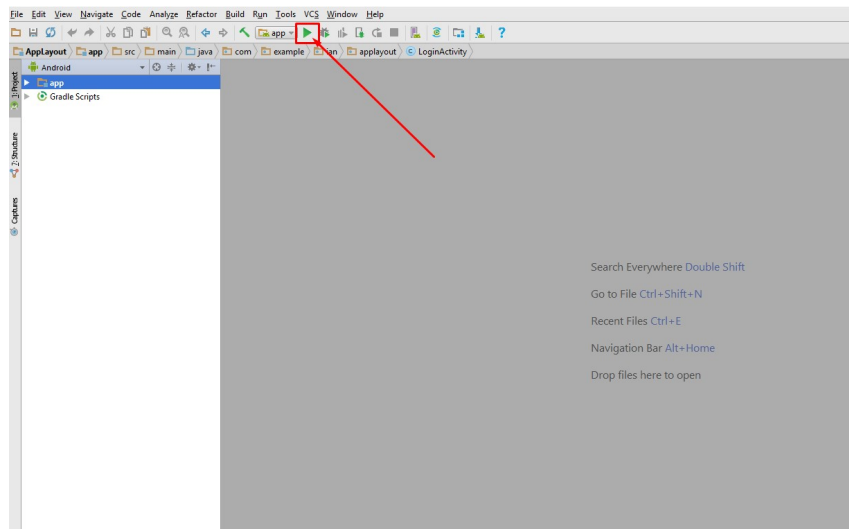 File Edit View Navigate Code Analyze Refactor Build Run Tools VCS Window Help
app
AppLayout app src main java com example ian applayout LoginActivity
Android
app
Gradle Scripts
1: Project
2: Structure
Captures
Search Everywhere Double Shift
Go to File Ctrl+Shift+N
Recent Files Ctrl+E
Navigation Bar Alt+Home
Drop files here to open